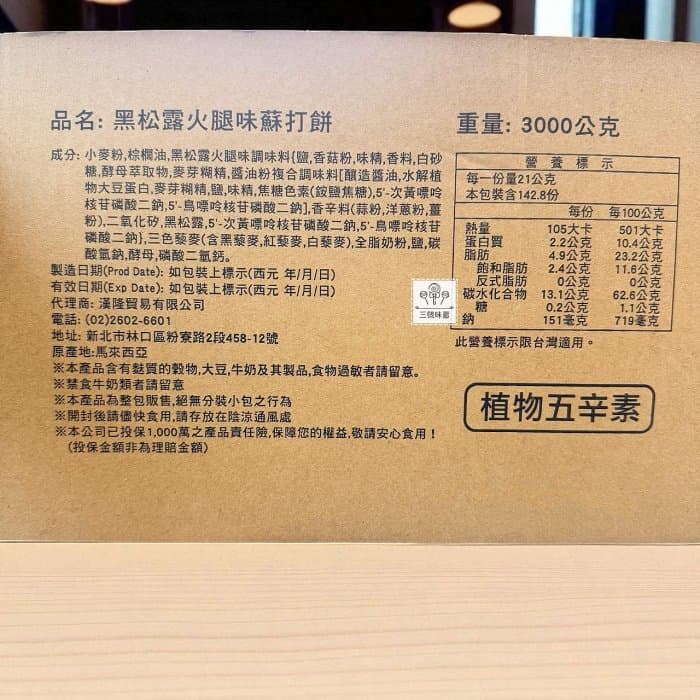 品名: 黑松露火腿味蘇打餅
成分: 小麥粉,棕櫚油,黑松露火腿味調味料{鹽,香菇粉,味精,香料,白砂
糖,酵母萃取物,麥芽糊精,醬油粉複合調味料[釀造醬油,水解植
物大豆蛋白,麥芽糊精,鹽,味精,焦糖色素(銨鹽焦糖),5'-次黃嘌呤
核苷磷酸二鈉,5'-鳥嘌呤核苷磷酸二鈉],香辛料(蒜粉,洋蔥粉,薑
粉),二氧化矽,黑松露,5'-次黃嘌呤核苷磷酸二鈉,5'-鳥嘌呤核苷
磷酸二鈉},三色藜麥(含黑藜麥,紅藜麥,白藜麥),全脂奶粉,鹽,碳
酸氫鈉,酵母,磷酸二氫鈣。
製造日期(Prod Date): 如包裝上標示(西元 年/月/日)
有效日期(Exp Date): 如包裝上標示(西元 年/月/日)
代理商: 漢隆貿易有限公司
電話: (02)2602-6601
地址: 新北市林口區粉寮路2段458-12號
原產地:馬來西亞
※本產品含有麩質的穀物,大豆,牛奶及其製品,食物過敏者請留意。
※禁食牛奶類者請留意
※本產品為整包販售,絕無分裝小包之行為
※開封後請儘快食用,請存放在陰涼通風處
※本公司已投保1,000萬之產品責任險,保障您的權益,敬請安心食用！
(投保金額非為理賠金額)
重量: 3000公克
營養標示
每一份量21公克
本包裝含142.8份
每份 每100公克
熱量 105大卡 501大卡
蛋白質 2.2公克 10.4公克
脂肪 4.9公克 23.2公克
飽和脂肪 2.4公克 11.6公克
反式脂肪 0公克 0公克
碳水化合物 13.1公克 62.6公克
糖 0.2公克 1.1公克
鈉 151毫克 719毫克
此營養標示限台灣適用。
植物五辛素